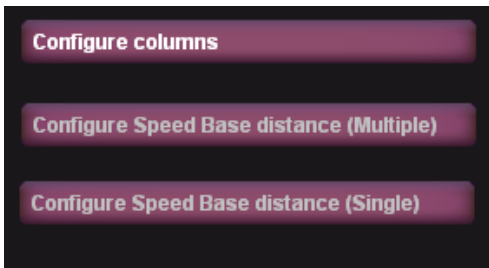 Configure columns
Configure Speed Base distance (Multiple)
Configure Speed Base distance (Single)